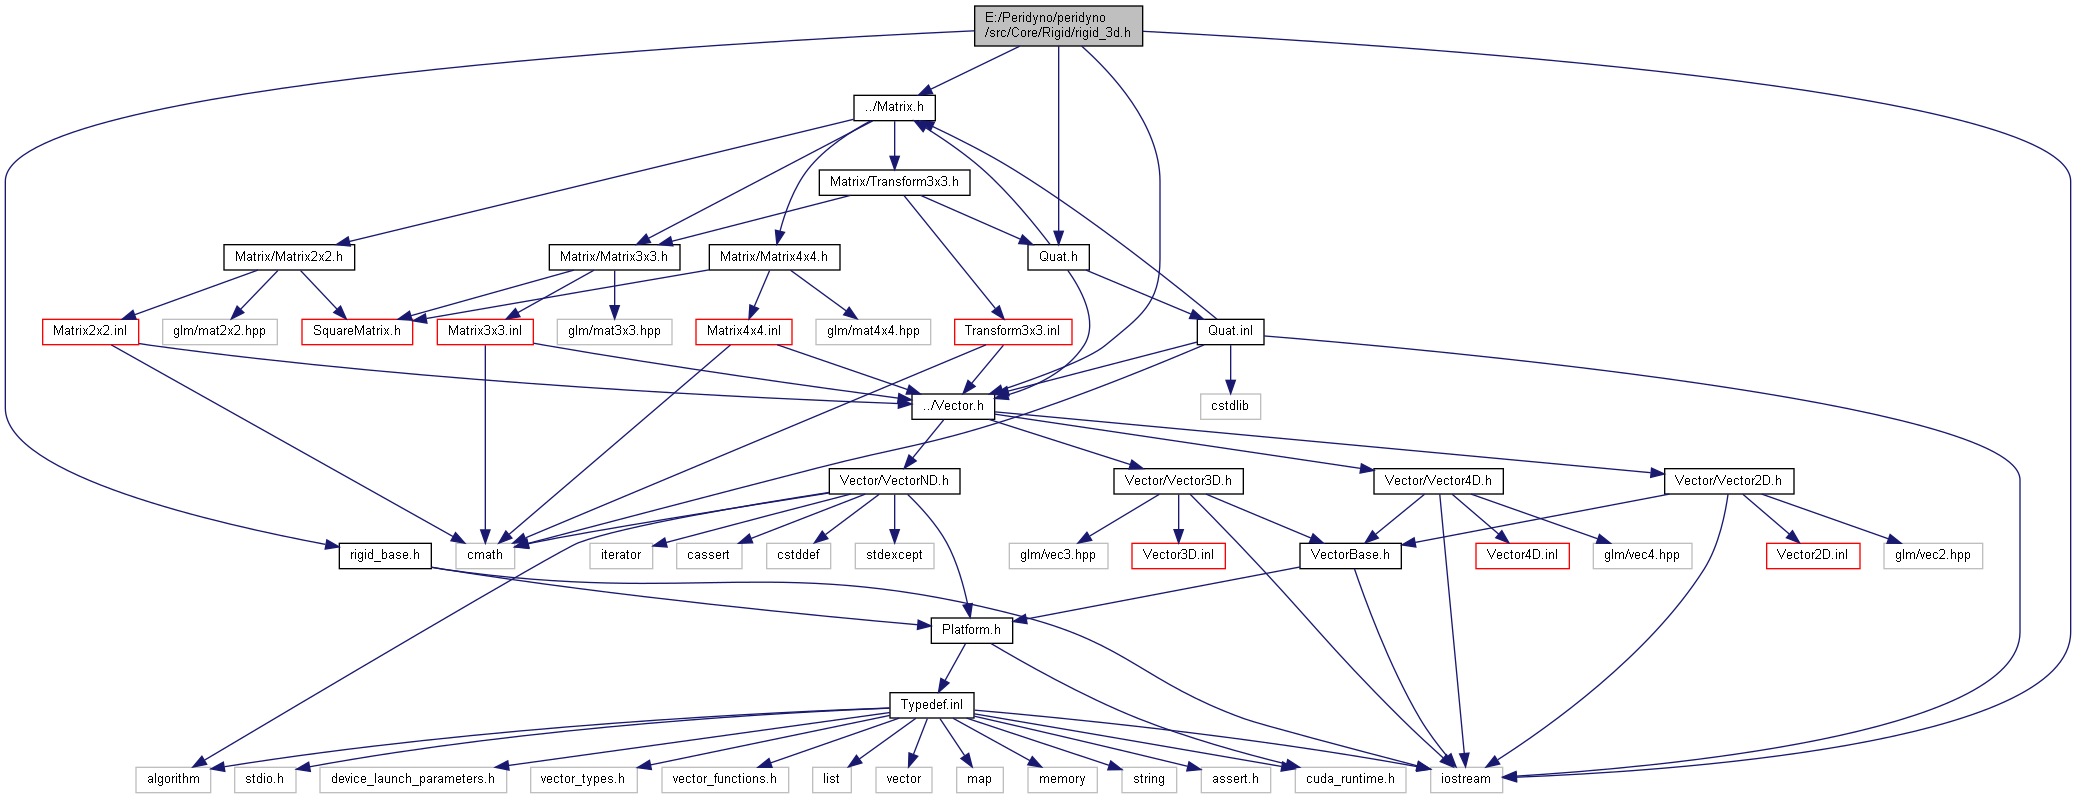 E:/Peridyno/peridyno
/src/Core/Rigid/rigid_3d.h
../Matrix.h
Matrix/Transform3x3.h
Matrix/Matrix2x2.h
Matrix/Matrix3x3.h
Matrix/Matrix4x4.h
Quat.h
Matrix2x2.inl
glm/mat2x2.hpp
SquareMatrix.h
Matrix3x3.inl
glm/mat3x3.hpp
Matrix4x4.inl
glm/mat4x4.hpp
Transform3x3.inl
Quat.inl
../Vector.h
cstdlib
Vector/VectorND.h
Vector/Vector3D.h
Vector/Vector4D.h
Vector/Vector2D.h
rigid_base.h
cmath
iterator
cassert
cstddef
stdexcept
glm/vec3.hpp
Vector3D.inl
VectorBase.h
Vector4D.inl
glm/vec4.hpp
Vector2D.inl
glm/vec2.hpp
Platform.h
Typedef.inl
algorithm
stdio.h
device_launch_parameters.h
vector_types.h
vector_functions.h
list
vector
map
memory
string
assert.h
cuda_runtime.h
iostream